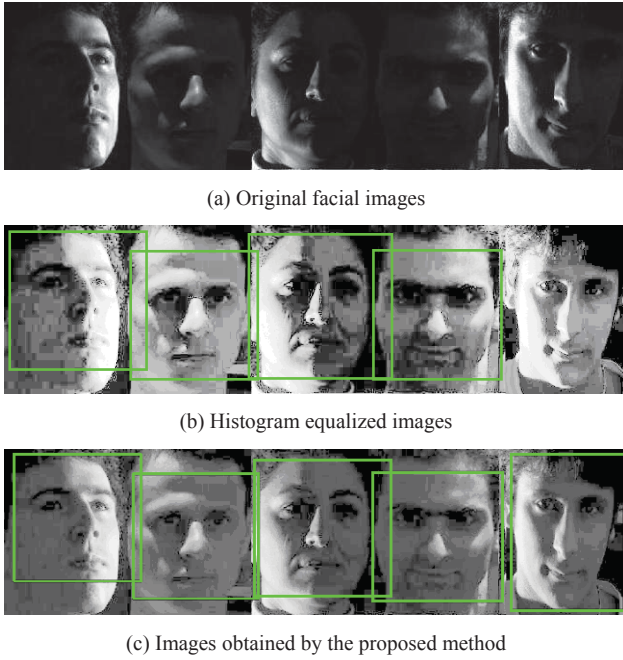 (a) Original facial images
(b) Histogram equalized images
(c) Images obtained by the proposed method